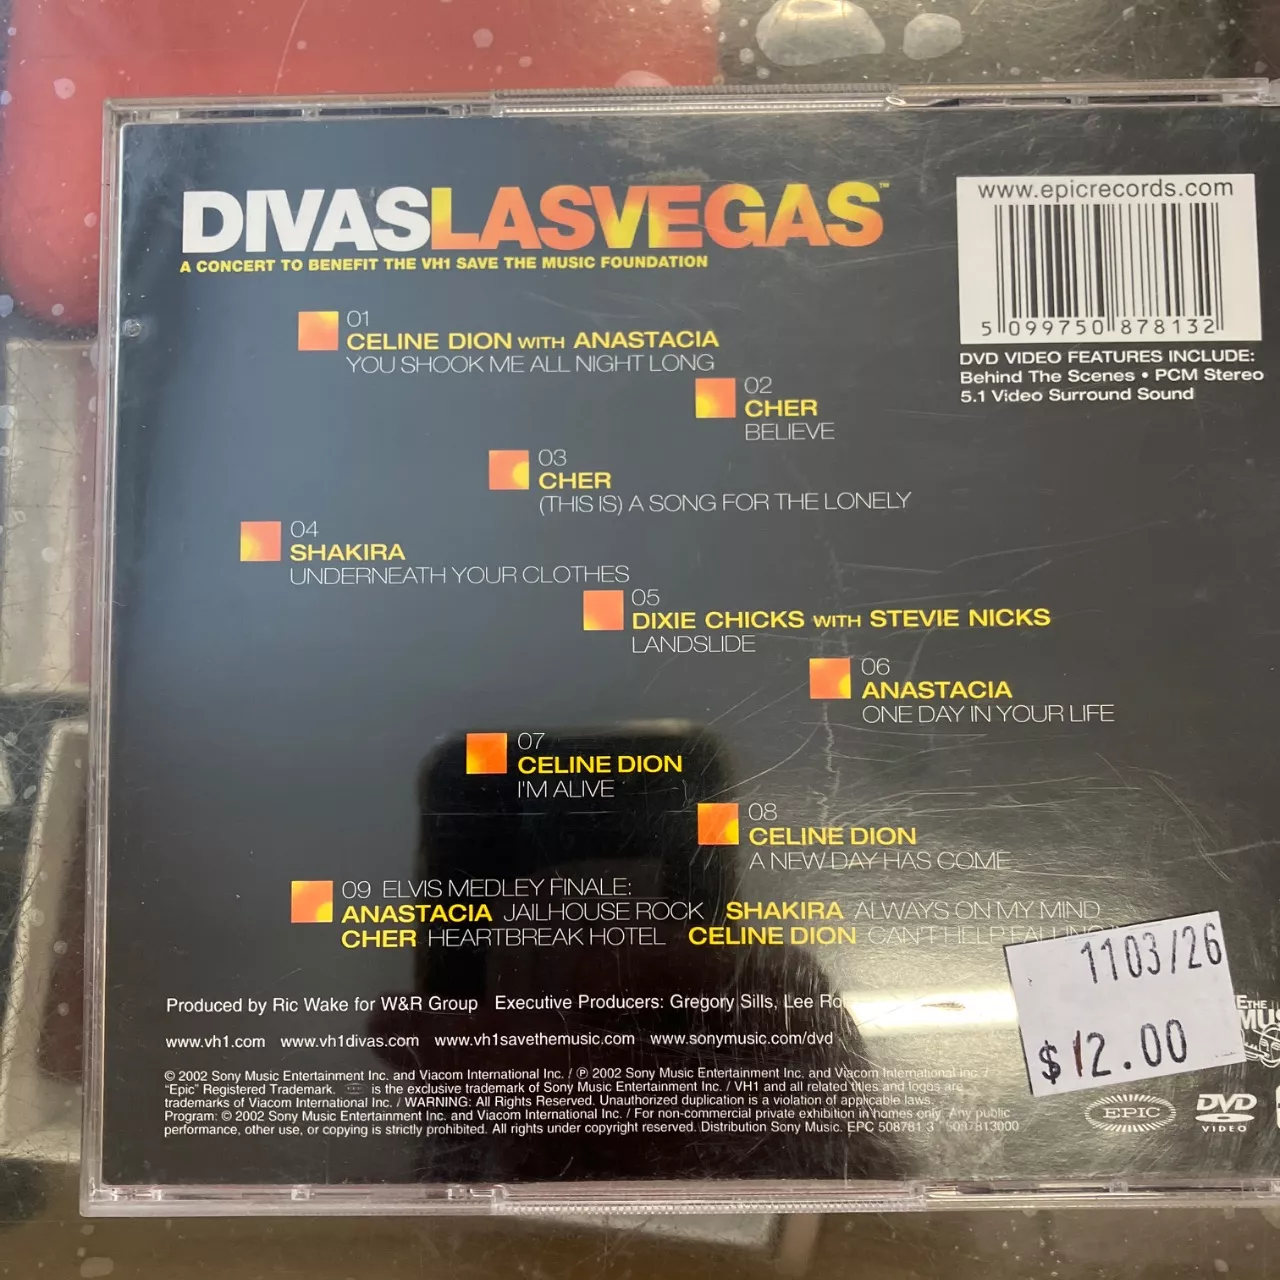 DIVASLASVEGAS™
A CONCERT TO BENEFIT THE VH1 SAVE THE MUSIC FOUNDATION
www.epicrecords.com
5 099750 878132
DVD VIDEO FEATURES INCLUDE:
Behind The Scenes • PCM Stereo
5.1 Video Surround Sound
01
CELINE DION WITH ANASTACIA
YOU SHOOK ME ALL NIGHT LONG
02
CHER
BELIEVE
03
CHER
(THIS IS) A SONG FOR THE LONELY
04
SHAKIRA
UNDERNEATH YOUR CLOTHES
05
DIXIE CHICKS WITH STEVIE NICKS
LANDSLIDE
06
ANASTACIA
ONE DAY IN YOUR LIFE
07
CELINE DION
I'M ALIVE
08
CELINE DION
A NEW DAY HAS COME
09 ELVIS MEDLEY FINALE:
ANASTACIA JAILHOUSE ROCK SHAKIRA ALWAYS ON MY MIND
CHER HEARTBREAK HOTEL CELINE DION CAN'T HELP FALLING
1103/26
$12.00
Produced by Ric Wake for W&R Group Executive Producers: Gregory Sills, Lee
www.vh1.com www.vh1divas.com www.vh1savethemusic.com www.sonymusic.com/dvd
© 2002 Sony Music Entertainment Inc. and Viacom International Inc. / ℗ 2002 Sony Music Entertainment Inc. and Viacom International Inc. /
"Epic" Registered Trademark. is the exclusive trademark of Sony Music Entertainment Inc. / VH1 and all related titles and logos are
trademarks of Viacom International Inc. / WARNING: All Rights Reserved. Unauthorized duplication is a violation of applicable laws.
Program: © 2002 Sony Music Entertainment Inc. and Viacom International Inc. / For non-commercial private exhibition in homes only. Any public
performance, other use, or copying is strictly prohibited. All rights under copyright reserved. Distribution Sony Music. EPC 508781 3 5087813000
EPIC
DVD
VIDEO
THE